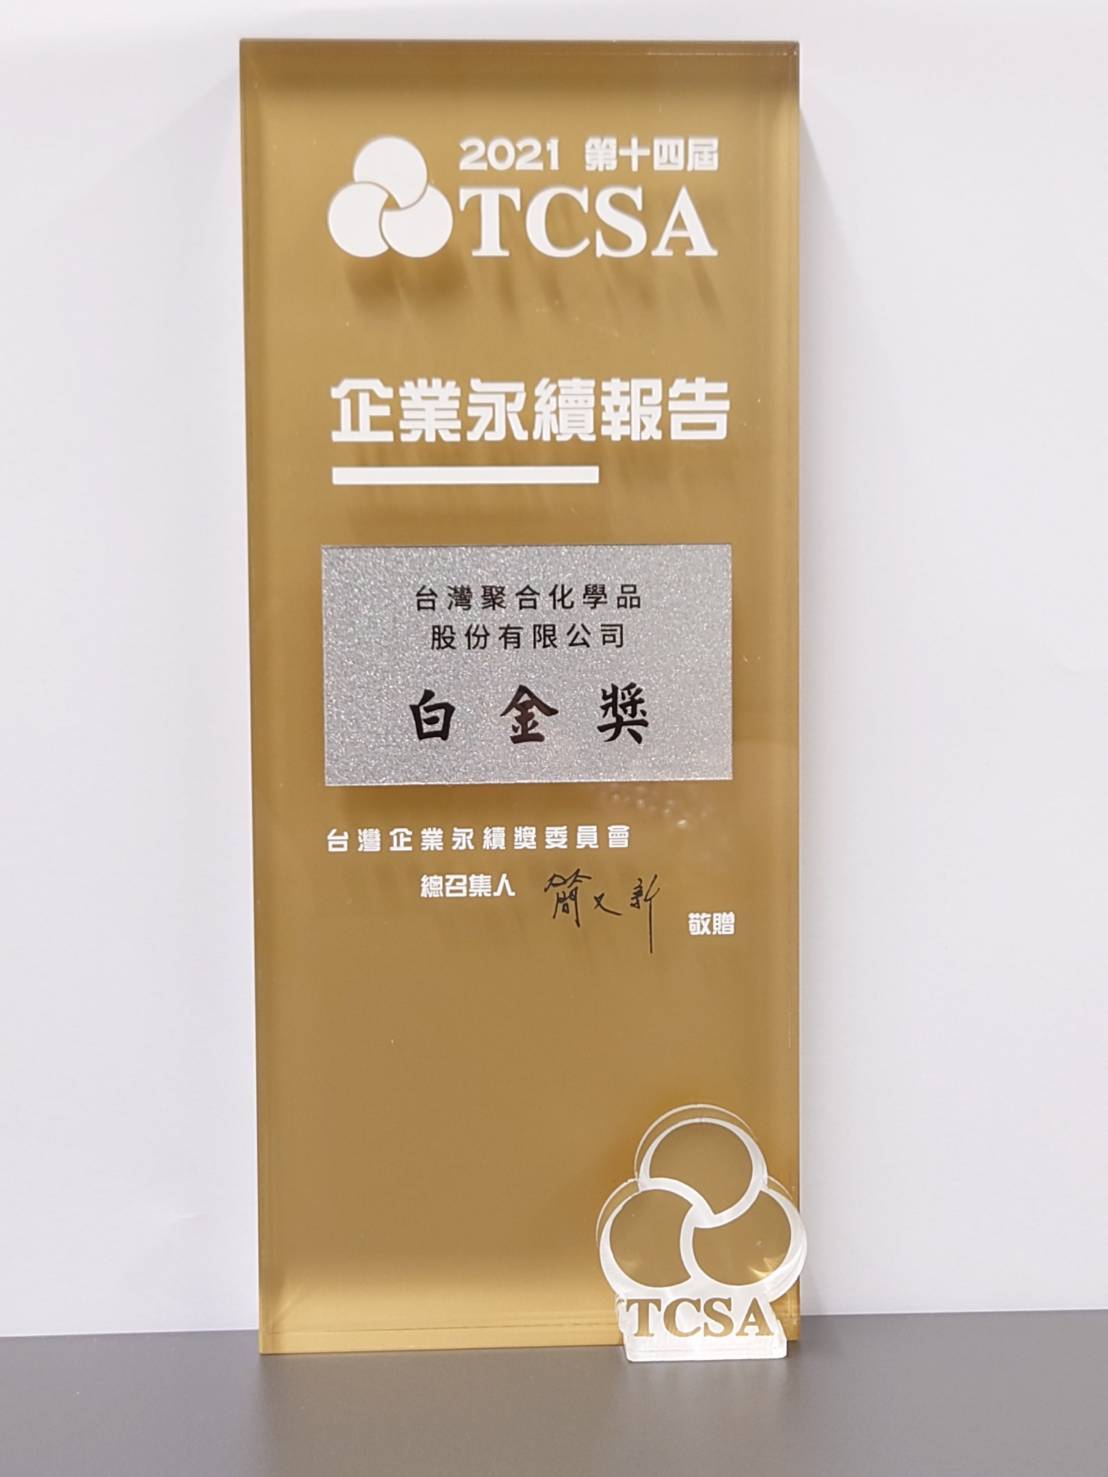 2021 第十四屆
TCSA
企業永續報告
台灣聚合化學品
股份有限公司
白金獎
台灣企業永續獎委員會
總召集人 簡又新
敬贈
TCSA